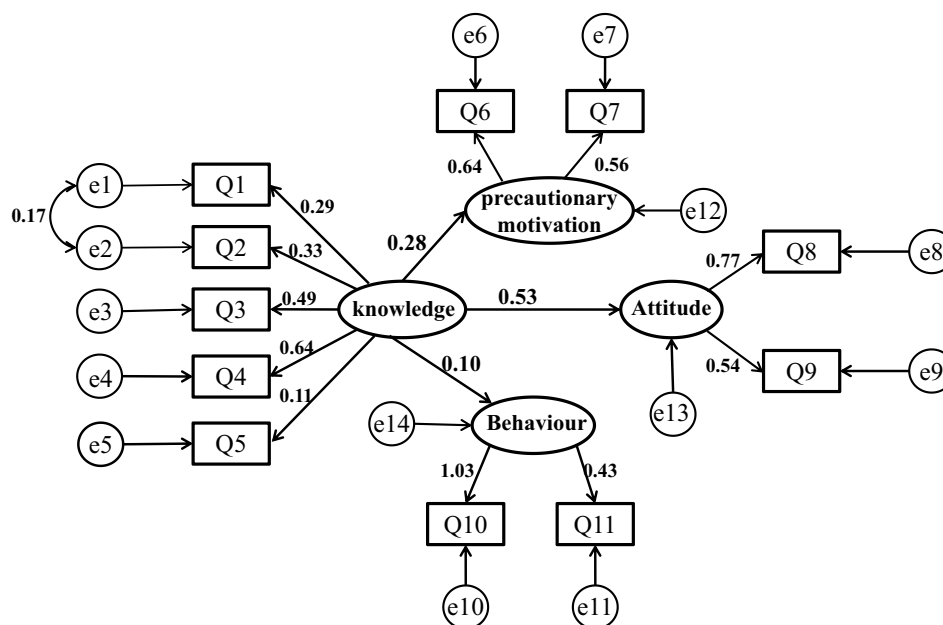 e6
e7
Q6
Q7
0.64
0.56
e1
Q1
precautionary
motivation
e12
0.17
0.29
e2
Q2
0.33
0.28
0.77
Q8
e8
e3
Q3
0.49
knowledge
0.53
Attitude
0.64
e4
Q4
0.10
0.54
Q9
e9
0.11
e13
e5
Q5
e14
Behaviour
1.03
0.43
Q10
Q11
e10
e11